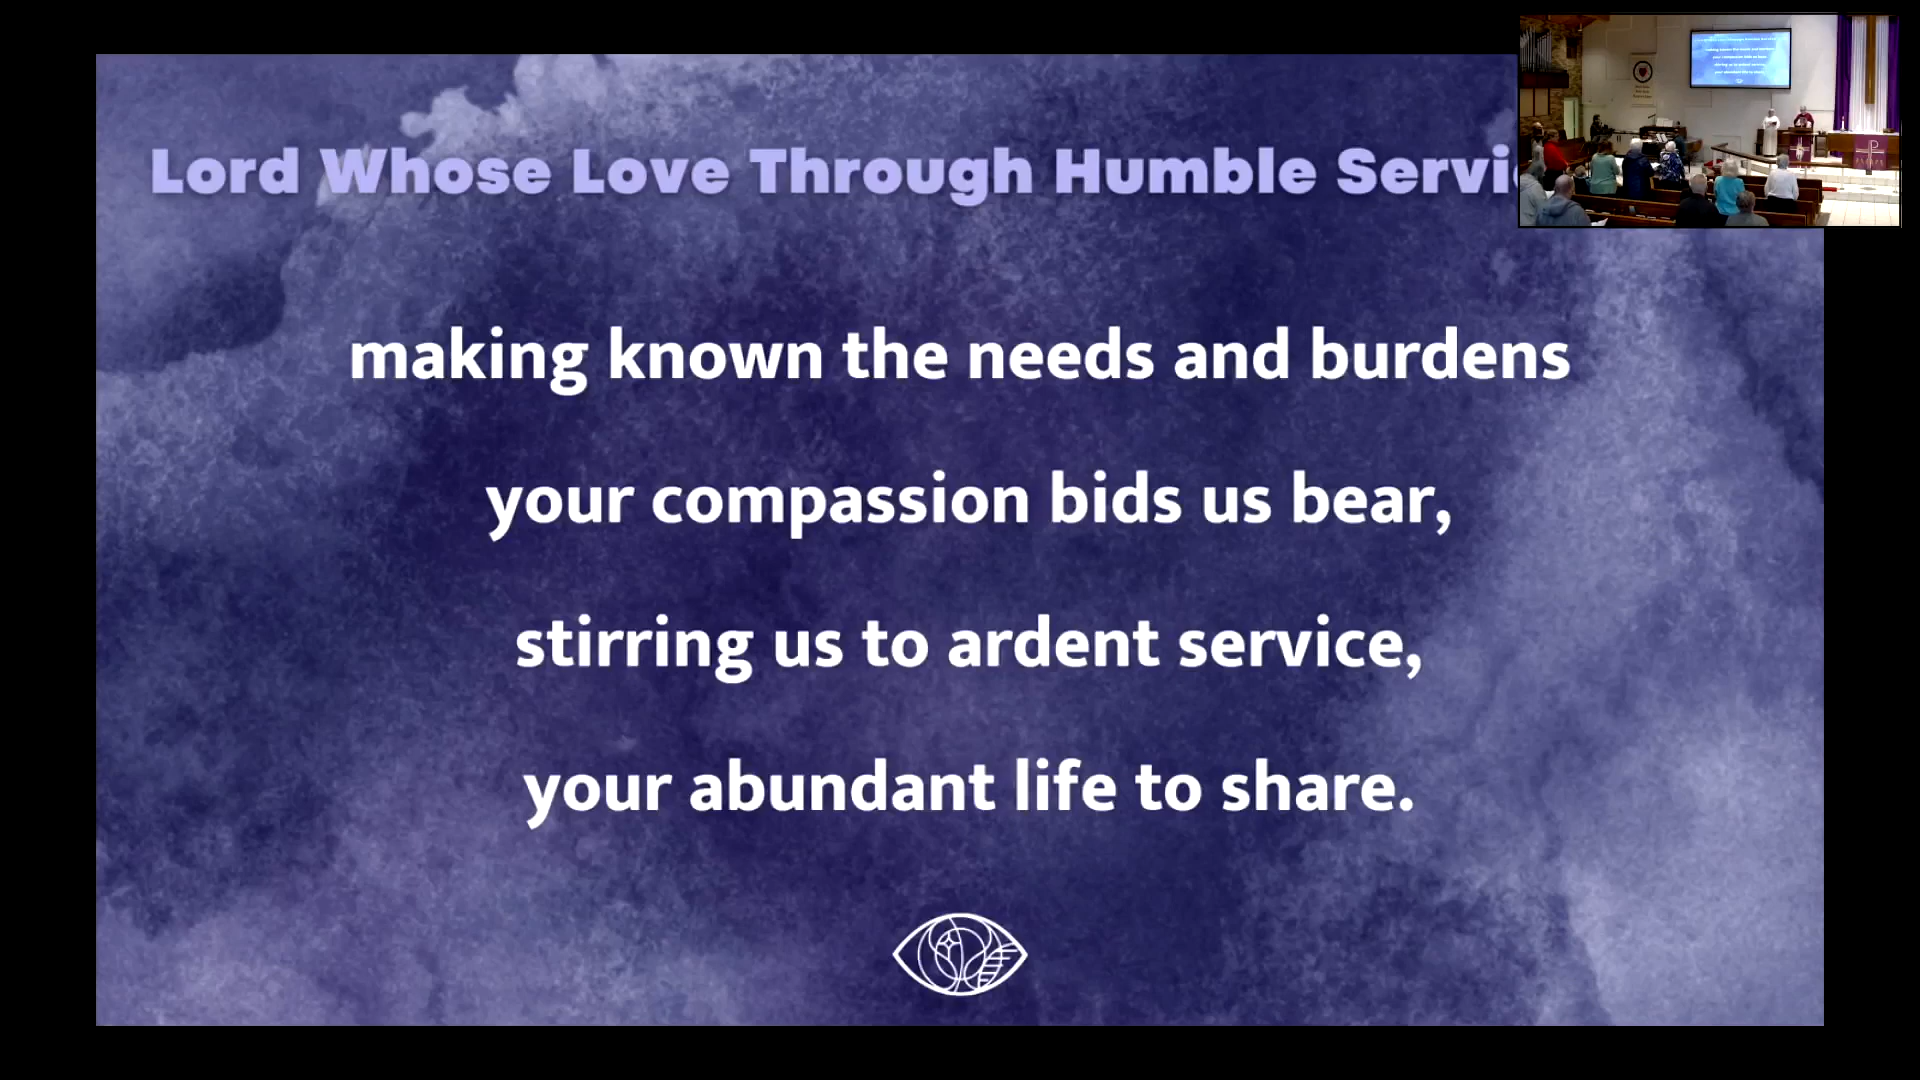 Lord Whose Love Through Humble Servi
making known the needs and burdens
your compassion bids us bear,
stirring us to ardent service,
your abundant life to share.